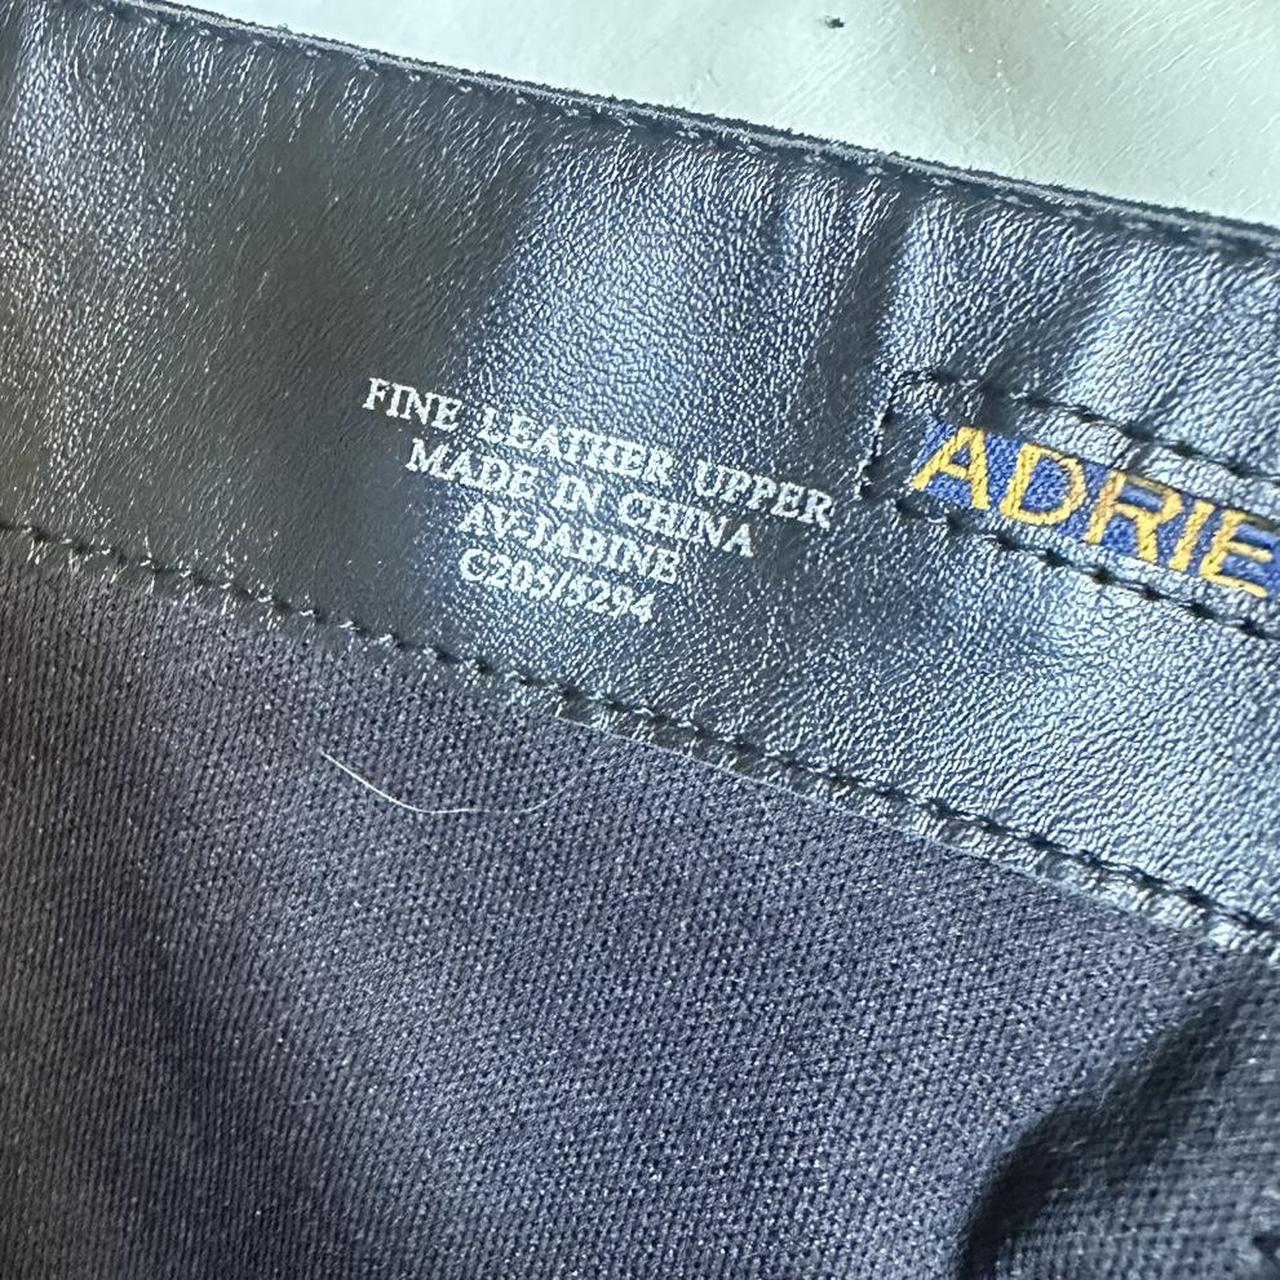 FINE LEATHER UPPER
MADE IN CHINA
AV-JABINE
C205/5294
ADRIE